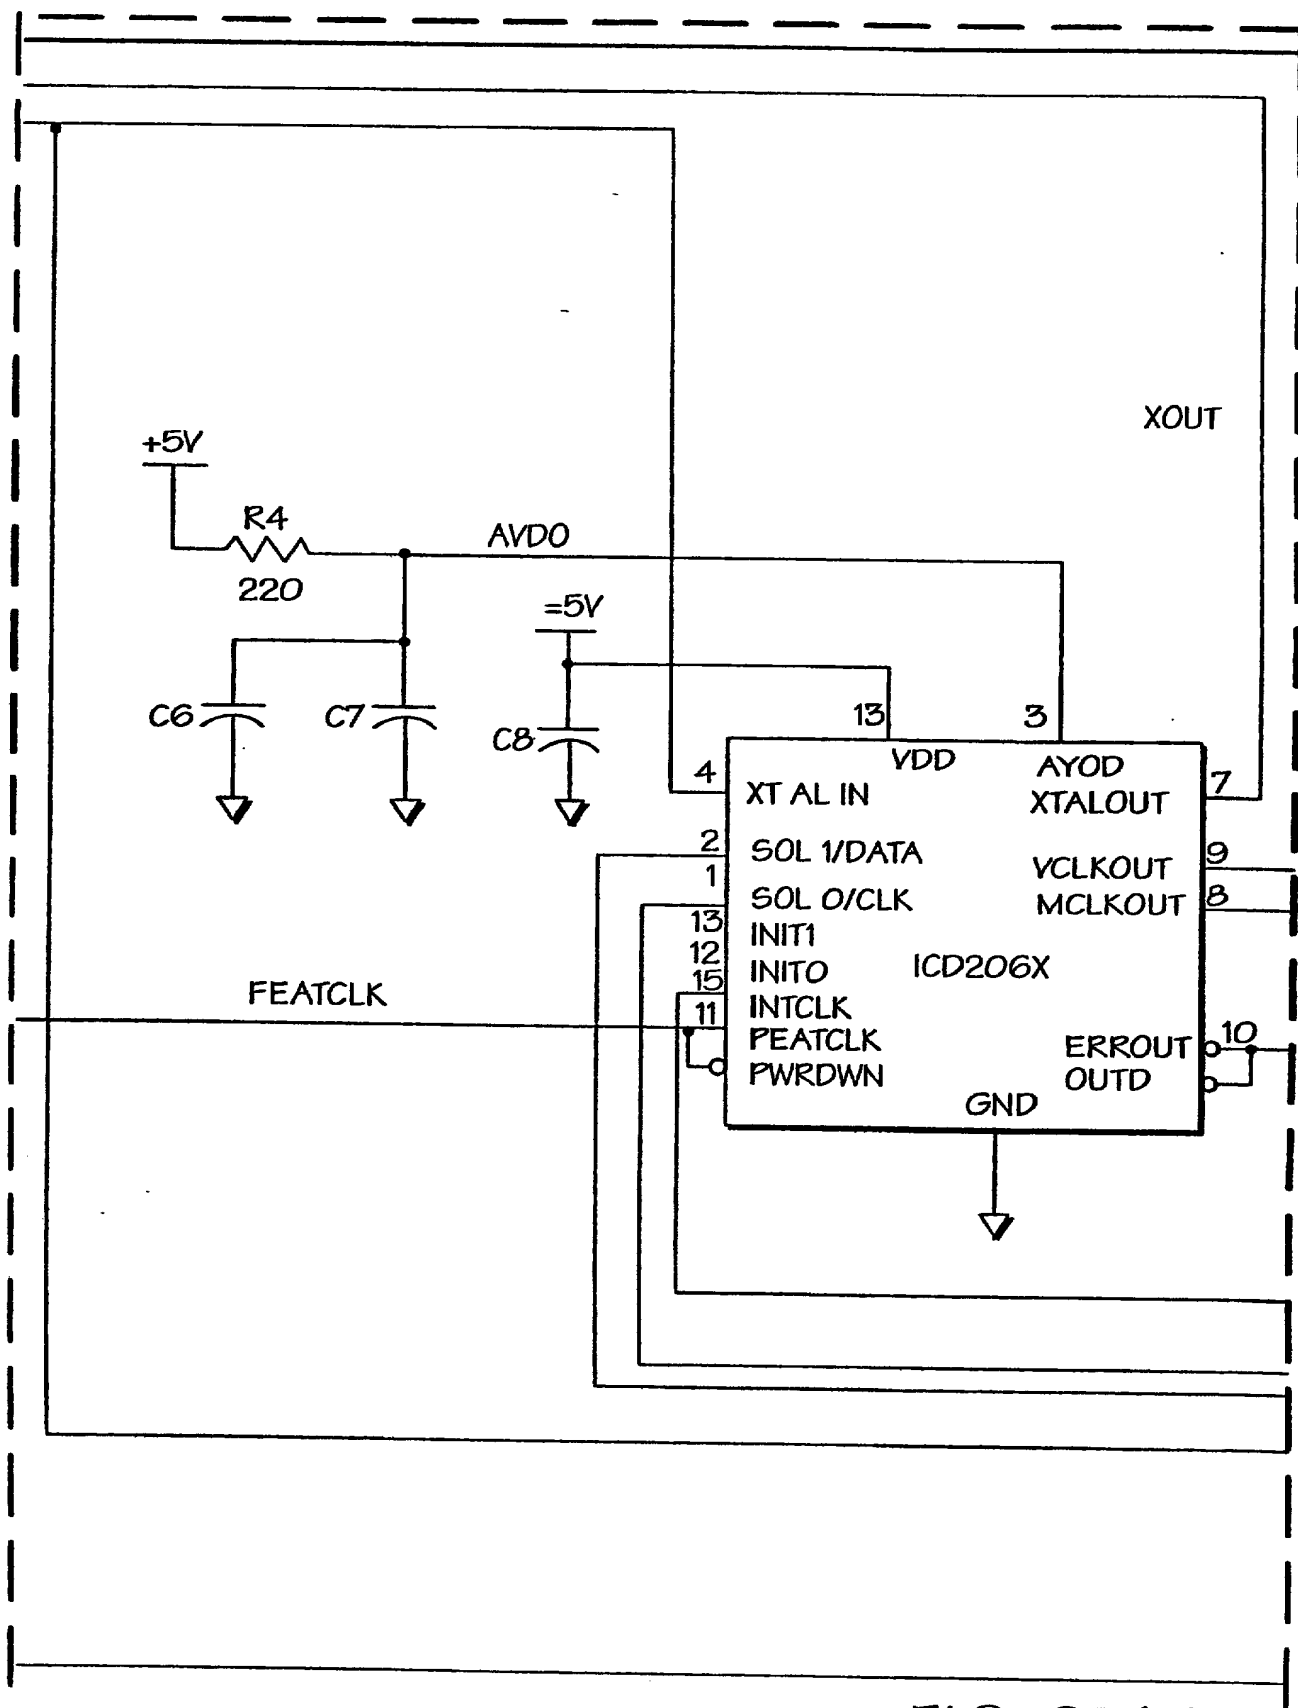 XOUT
+5V
R4
AVDO
220
=5V
C6
C7
C8
13
3
VDD
AYOD
4
XT AL IN
XTALOUT
7
2
SOL 1/DATA
VCLKOUT
9
1
SOL O/CLK
MCLKOUT
8
13
INIT1
12
INITO
ICD206X
15
INTCLK
FEATCLK
11
PEATCLK
ERROUT
10
PWRDWN
OUTD
GND